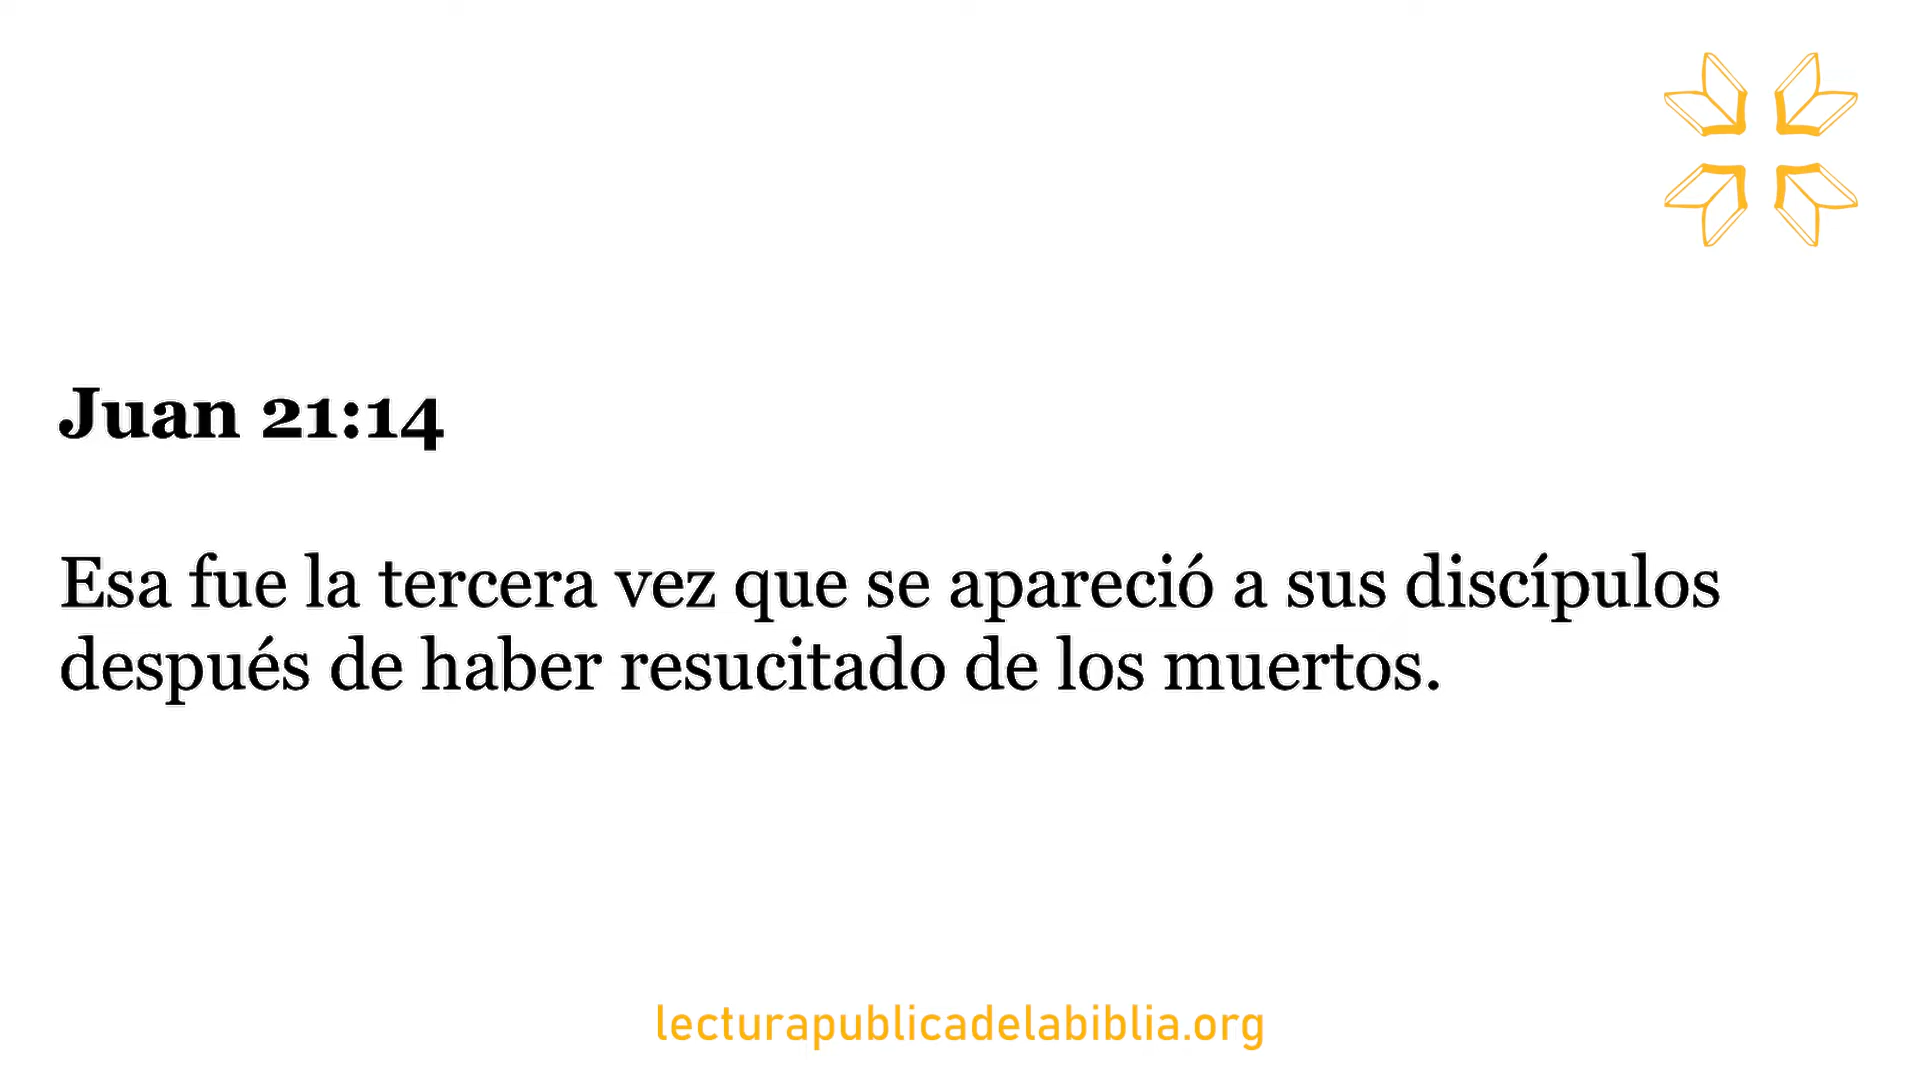 Juan 21:14
Esa fue la tercera vez que se apareció a sus discípulos
después de haber resucitado de los muertos.
lecturapublicadelabiblia.org